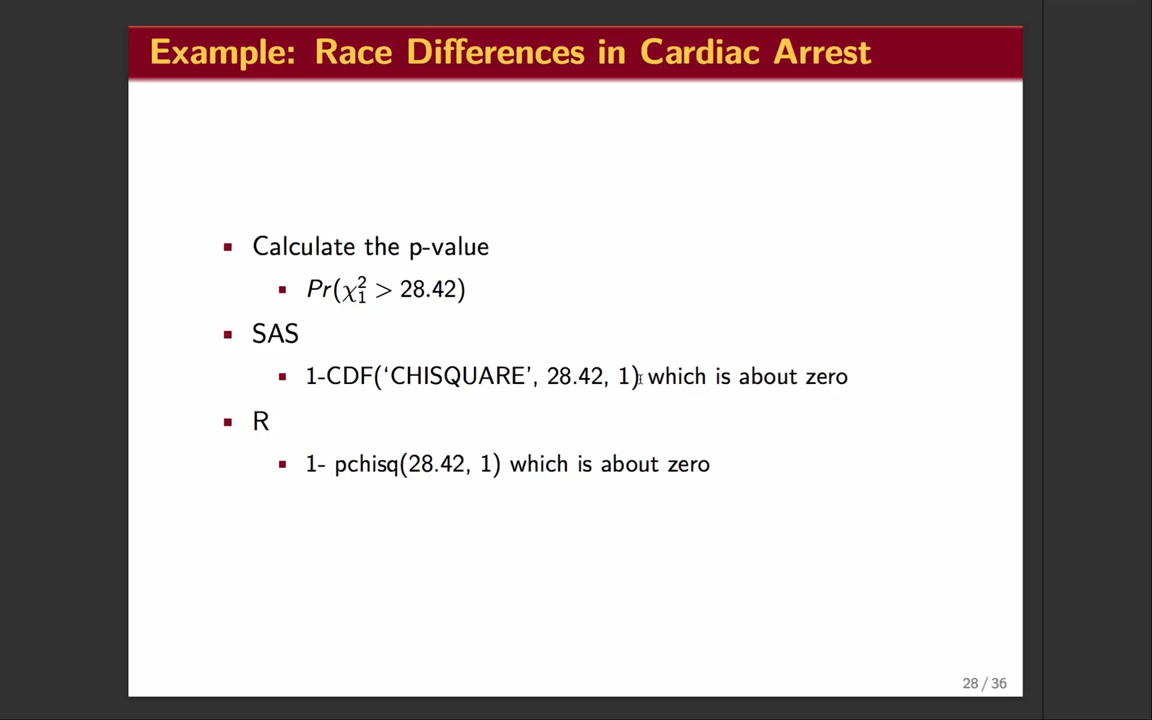 Example: Race Differences in Cardiac Arrest
Calculate the p-value
Pr(χ²₁ > 28.42)
SAS
1-CDF(‘CHISQUARE’, 28.42, 1) which is about zero
R
1- pchisq(28.42, 1) which is about zero
28 / 36